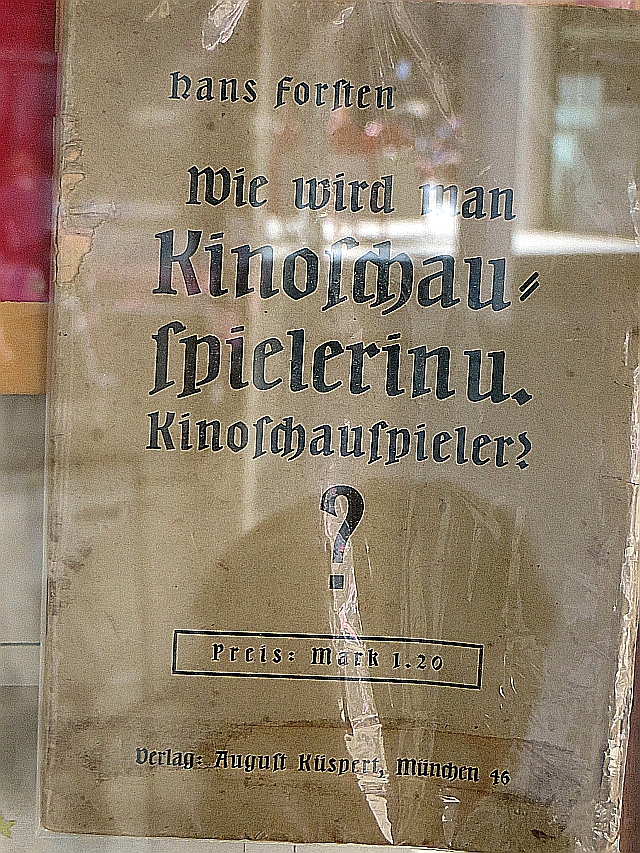 Hans Forſten
Wie wird man
Kinoſchau⸗
ſpielerin u.
Kinoſchauſpieler?
?
Preis: Mark 1.20
Verlag: Auguſt Küspert, München 46